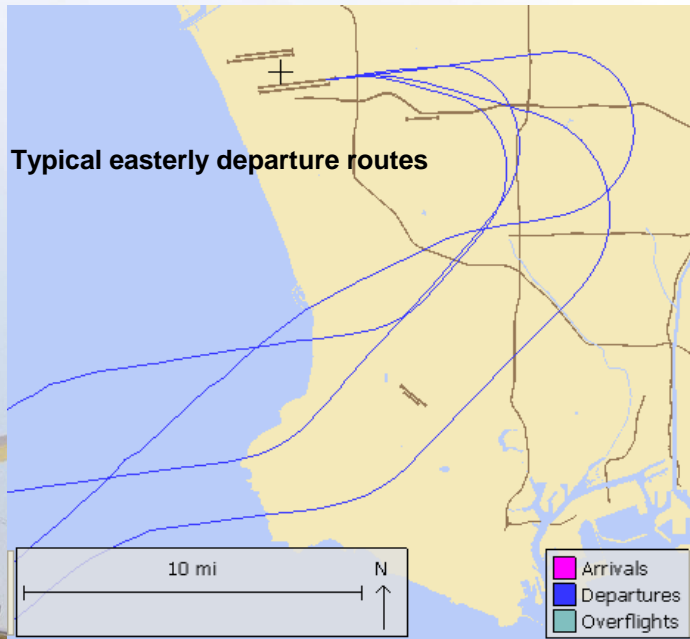 Typical easterly departure routes
10 mi
N
Arrivals
Departures
Overflights